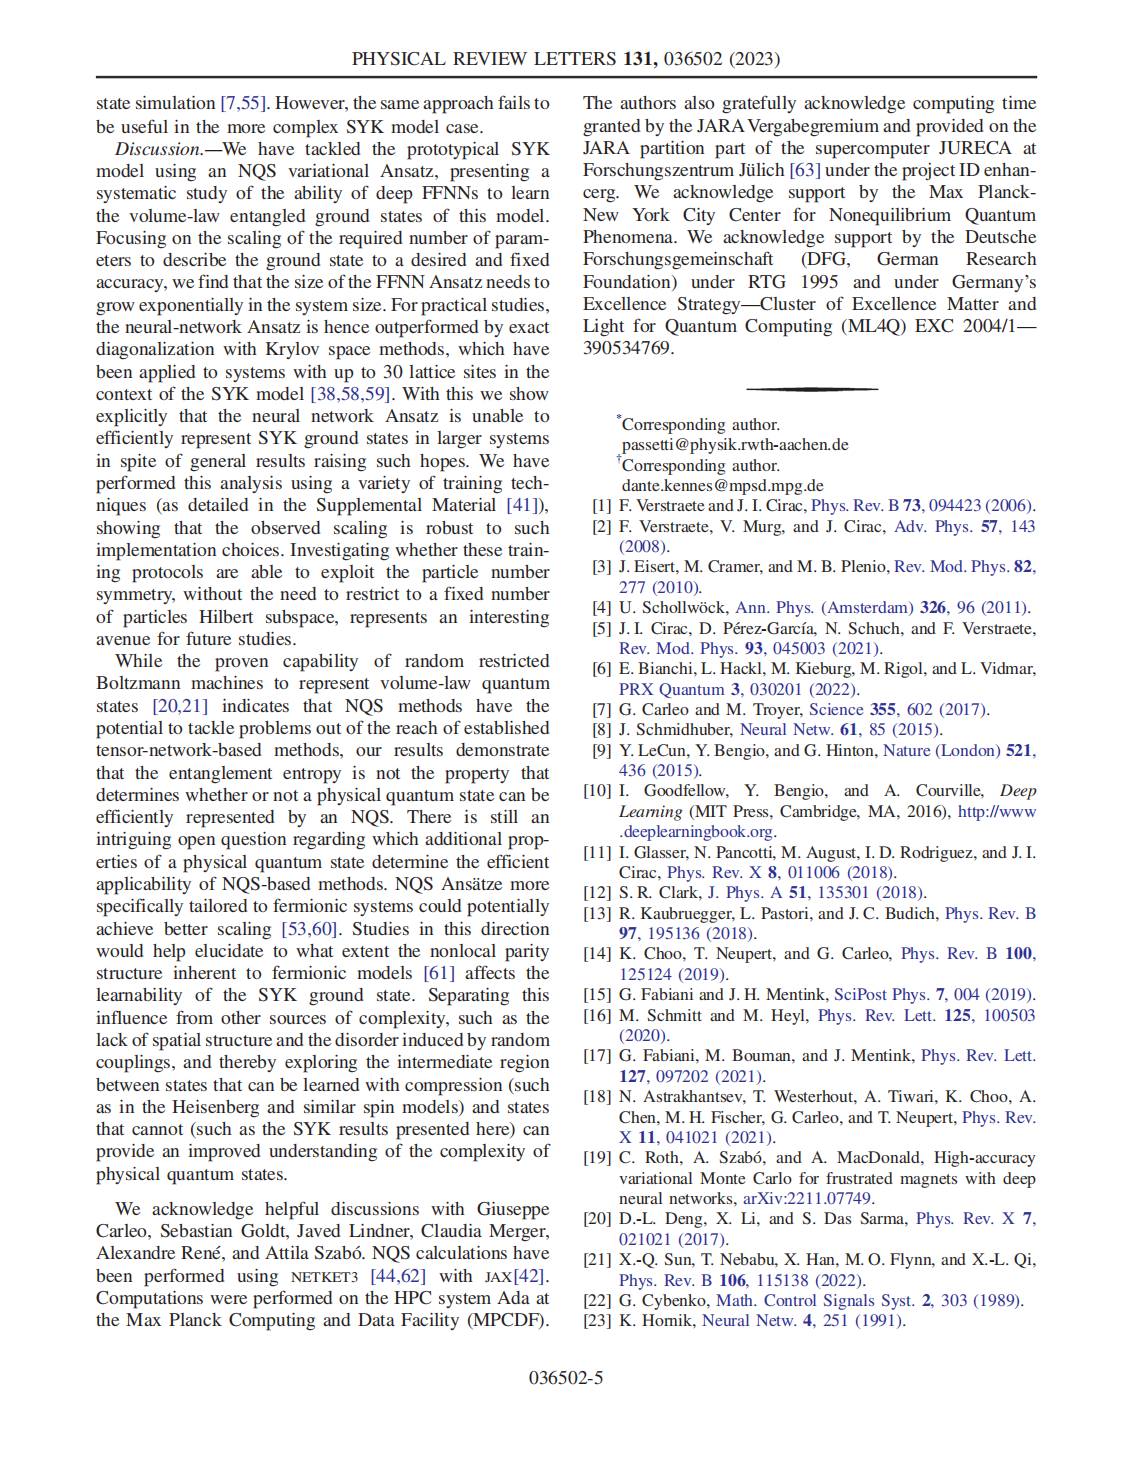 PHYSICAL REVIEW LETTERS 131, 036502 (2023)
state simulation [7,55]. However, the same approach fails to
be useful in the more complex SYK model case.
Discussion.—We have tackled the prototypical SYK
model using an NQS variational Ansatz, presenting a
systematic study of the ability of deep FFNNs to learn
the volume-law entangled ground states of this model.
Focusing on the scaling of the required number of param-
eters to describe the ground state to a desired and fixed
accuracy, we find that the size of the FFNN Ansatz needs to
grow exponentially in the system size. For practical studies,
the neural-network Ansatz is hence outperformed by exact
diagonalization with Krylov space methods, which have
been applied to systems with up to 30 lattice sites in the
context of the SYK model [38,58,59]. With this we show
explicitly that the neural network Ansatz is unable to
efficiently represent SYK ground states in larger systems
in spite of general results raising such hopes. We have
performed this analysis using a variety of training tech-
niques (as detailed in the Supplemental Material [41]),
showing that the observed scaling is robust to such
implementation choices. Investigating whether these train-
ing protocols are able to exploit the particle number
symmetry, without the need to restrict to a fixed number
of particles Hilbert subspace, represents an interesting
avenue for future studies.
While the proven capability of random restricted
Boltzmann machines to represent volume-law quantum
states [20,21] indicates that NQS methods have the
potential to tackle problems out of the reach of established
tensor-network-based methods, our results demonstrate
that the entanglement entropy is not the property that
determines whether or not a physical quantum state can be
efficiently represented by an NQS. There is still an
intriguing open question regarding which additional prop-
erties of a physical quantum state determine the efficient
applicability of NQS-based methods. NQS Ansätze more
specifically tailored to fermionic systems could potentially
achieve better scaling [53,60]. Studies in this direction
would help elucidate to what extent the nonlocal parity
structure inherent to fermionic models [61] affects the
learnability of the SYK ground state. Separating this
influence from other sources of complexity, such as the
lack of spatial structure and the disorder induced by random
couplings, and thereby exploring the intermediate region
between states that can be learned with compression (such
as in the Heisenberg and similar spin models) and states
that cannot (such as the SYK results presented here) can
provide an improved understanding of the complexity of
physical quantum states.
We acknowledge helpful discussions with Giuseppe
Carleo, Sebastian Goldt, Javed Lindner, Claudia Merger,
Alexandre René, and Attila Szabó. NQS calculations have
been performed using NETKET3 [44,62] with JAX[42].
Computations were performed on the HPC system Ada at
the Max Planck Computing and Data Facility (MPCDF).
The authors also gratefully acknowledge computing time
granted by the JARA Vergabegremium and provided on the
JARA partition part of the supercomputer JURECA at
Forschungszentrum Jülich [63] under the project ID enhan-
cerg. We acknowledge support by the Max Planck-
New York City Center for Nonequilibrium Quantum
Phenomena. We acknowledge support by the Deutsche
Forschungsgemeinschaft (DFG, German Research
Foundation) under RTG 1995 and under Germany's
Excellence Strategy—Cluster of Excellence Matter and
Light for Quantum Computing (ML4Q) EXC 2004/1—
390534769.
*Corresponding author.
passetti@physik.rwth-aachen.de
†Corresponding author.
dante.kennes@mpsd.mpg.de
[1] F. Verstraete and J. I. Cirac, Phys. Rev. B 73, 094423 (2006).
[2] F. Verstraete, V. Murg, and J. Cirac, Adv. Phys. 57, 143
(2008).
[3] J. Eisert, M. Cramer, and M. B. Plenio, Rev. Mod. Phys. 82,
277 (2010).
[4] U. Schollwöck, Ann. Phys. (Amsterdam) 326, 96 (2011).
[5] J. I. Cirac, D. Pérez-García, N. Schuch, and F. Verstraete,
Rev. Mod. Phys. 93, 045003 (2021).
[6] E. Bianchi, L. Hackl, M. Kieburg, M. Rigol, and L. Vidmar,
PRX Quantum 3, 030201 (2022).
[7] G. Carleo and M. Troyer, Science 355, 602 (2017).
[8] J. Schmidhuber, Neural Netw. 61, 85 (2015).
[9] Y. LeCun, Y. Bengio, and G. Hinton, Nature (London) 521,
436 (2015).
[10] I. Goodfellow, Y. Bengio, and A. Courville, Deep
Learning (MIT Press, Cambridge, MA, 2016), http://www
.deeplearningbook.org.
[11] I. Glasser, N. Pancotti, M. August, I. D. Rodriguez, and J. I.
Cirac, Phys. Rev. X 8, 011006 (2018).
[12] S. R. Clark, J. Phys. A 51, 135301 (2018).
[13] R. Kaubruegger, L. Pastori, and J. C. Budich, Phys. Rev. B
97, 195136 (2018).
[14] K. Choo, T. Neupert, and G. Carleo, Phys. Rev. B 100,
125124 (2019).
[15] G. Fabiani and J. H. Mentink, SciPost Phys. 7, 004 (2019).
[16] M. Schmitt and M. Heyl, Phys. Rev. Lett. 125, 100503
(2020).
[17] G. Fabiani, M. Bouman, and J. Mentink, Phys. Rev. Lett.
127, 097202 (2021).
[18] N. Astrakhantsev, T. Westerhout, A. Tiwari, K. Choo, A.
Chen, M. H. Fischer, G. Carleo, and T. Neupert, Phys. Rev.
X 11, 041021 (2021).
[19] C. Roth, A. Szabó, and A. MacDonald, High-accuracy
variational Monte Carlo for frustrated magnets with deep
neural networks, arXiv:2211.07749.
[20] D.-L. Deng, X. Li, and S. Das Sarma, Phys. Rev. X 7,
021021 (2017).
[21] X.-Q. Sun, T. Nebabu, X. Han, M. O. Flynn, and X.-L. Qi,
Phys. Rev. B 106, 115138 (2022).
[22] G. Cybenko, Math. Control Signals Syst. 2, 303 (1989).
[23] K. Hornik, Neural Netw. 4, 251 (1991).
036502-5